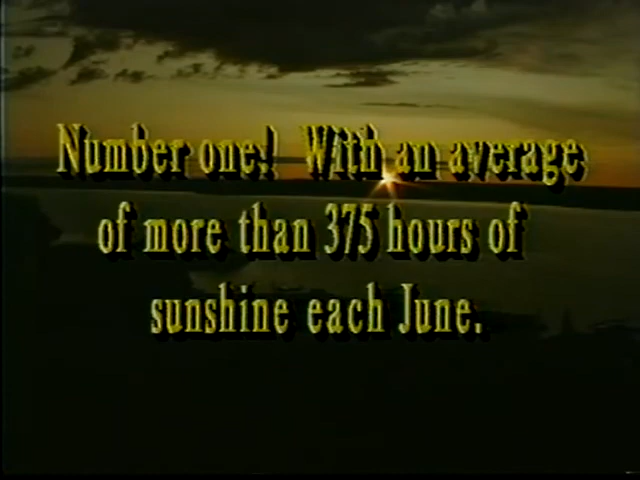 Number one! With an average
of more than 375 hours of
sunshine each June.